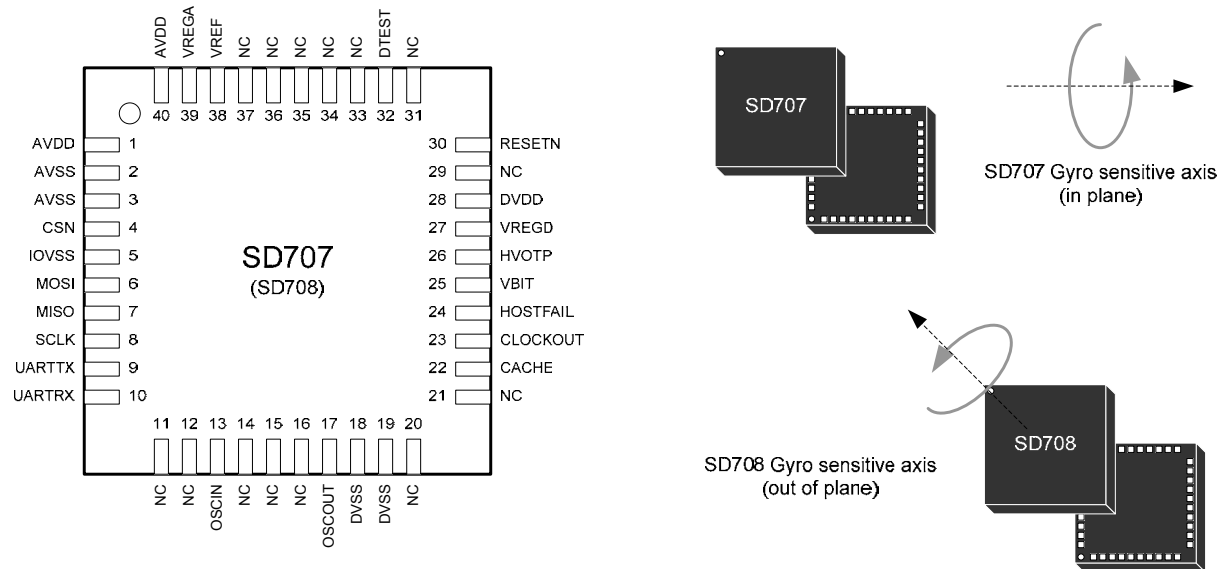 AVDD VREGA VREF NC NC NC NC NC DTEST NC
40 39 38 37 36 35 34 33 32 31
AVDD 1
AVSS 2
AVSS 3
CSN 4
IOVSS 5
MOSI 6
MISO 7
SCLK 8
UARTTX 9
UARTRX 10
SD707
(SD708)
30 RESETN
29 NC
28 DVDD
27 VREGD
26 HVOTP
25 VBIT
24 HOSTFAIL
23 CLOCKOUT
22 CACHE
21 NC
11 12 13 14 15 16 17 18 19 20
NC NC OSCIN NC NC NC OSCOUT DVSS DVSS NC
SD707
SD707 Gyro sensitive axis
(in plane)
SD708
SD708 Gyro sensitive axis
(out of plane)